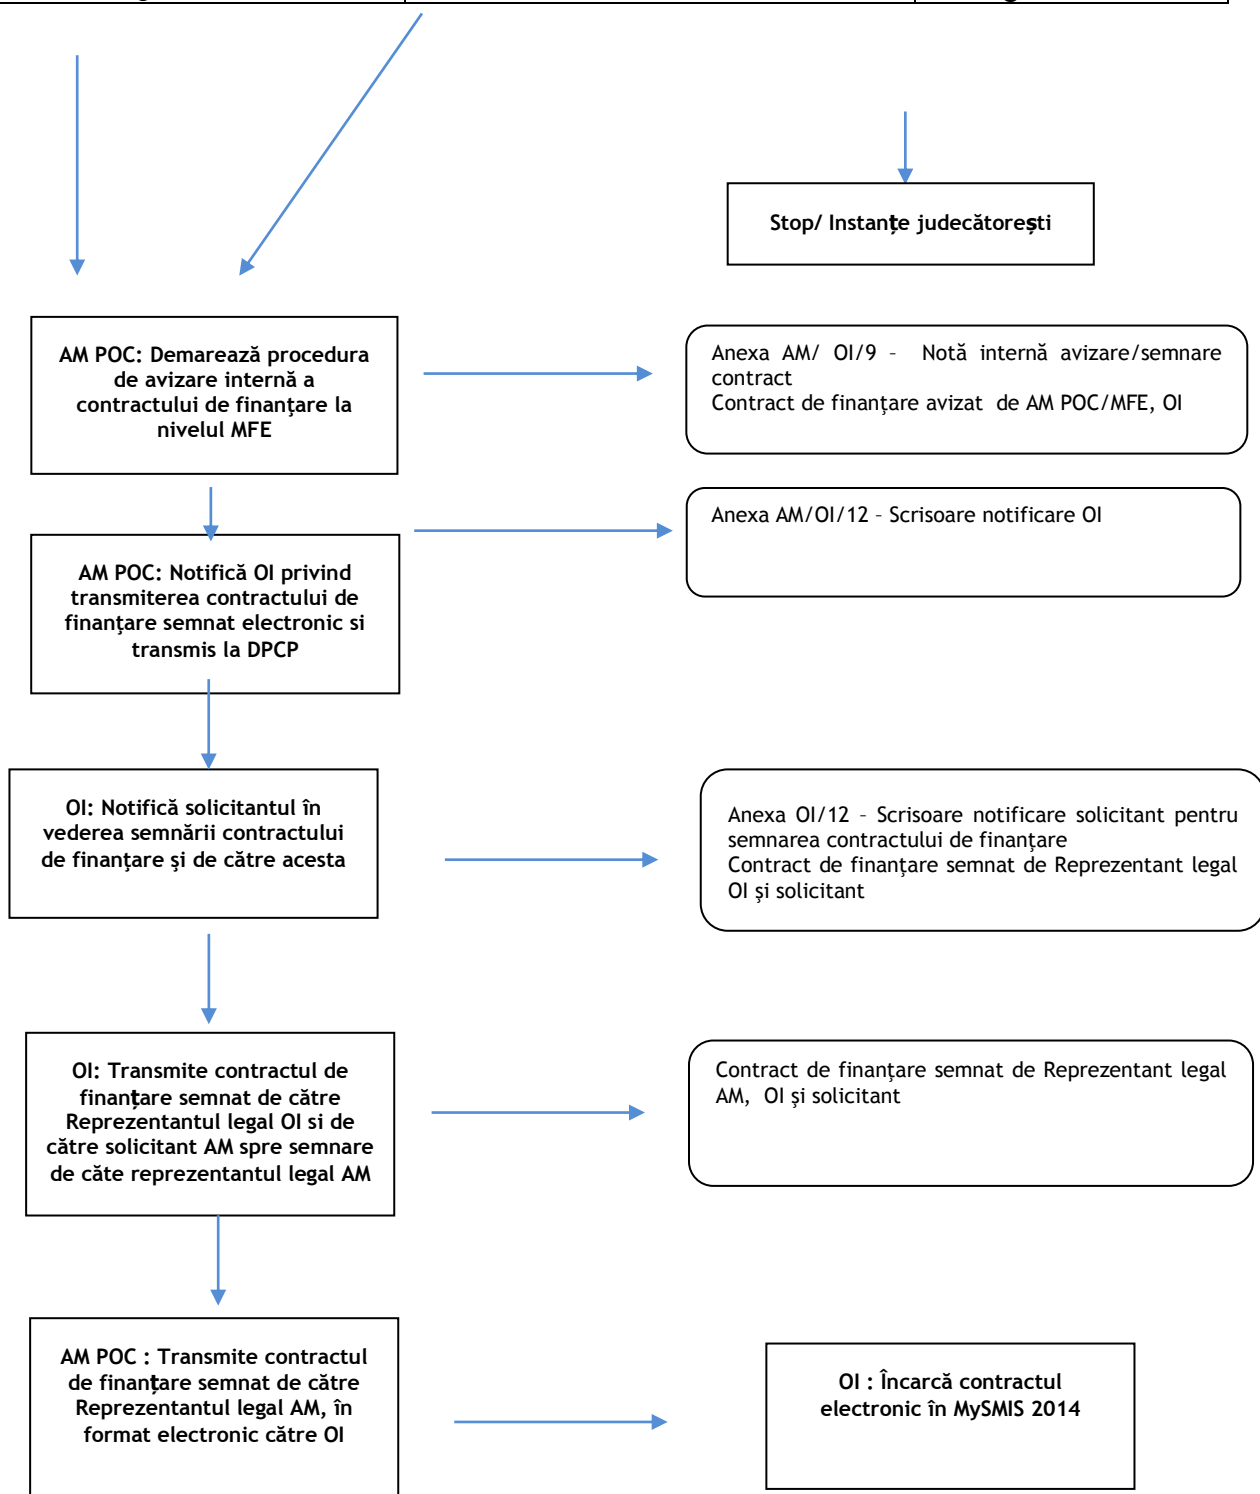 Stop/ Instanţe judecătoreşti
AM POC: Demarează procedura
de avizare internă a
contractului de finanţare la
nivelul MFE
Anexa AM/ OI/9 – Notă internă avizare/semnare
contract
Contract de finanţare avizat de AM POC/MFE, OI
Anexa AM/OI/12 – Scrisoare notificare OI
AM POC: Notifică OI privind
transmiterea contractului de
finanţare semnat electronic si
transmis la DPCP
OI: Notifică solicitantul în
vederea semnării contractului
de finanţare şi de către acesta
Anexa OI/12 – Scrisoare notificare solicitant pentru
semnarea contractului de finanţare
Contract de finanţare semnat de Reprezentant legal
OI şi solicitant
OI: Transmite contractul de
finanţare semnat de către
Reprezentantul legal OI si de
către solicitant AM spre semnare
de căte reprezentantul legal AM
Contract de finanţare semnat de Reprezentant legal
AM, OI şi solicitant
AM POC : Transmite contractul
de finanţare semnat de către
Reprezentantul legal AM, în
format electronic către OI
OI : Încarcă contractul
electronic în MySMIS 2014